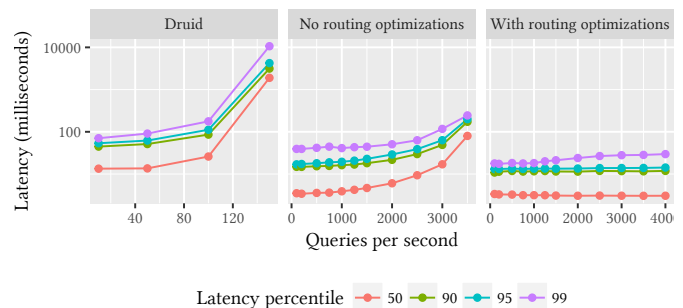 Druid No routing optimizations With routing optimizations
Latency (milliseconds)
10000
100
40 80 120 0 1000 2000 3000 0 1000 2000 3000 4000
Queries per second
Latency percentile 50 90 95 99